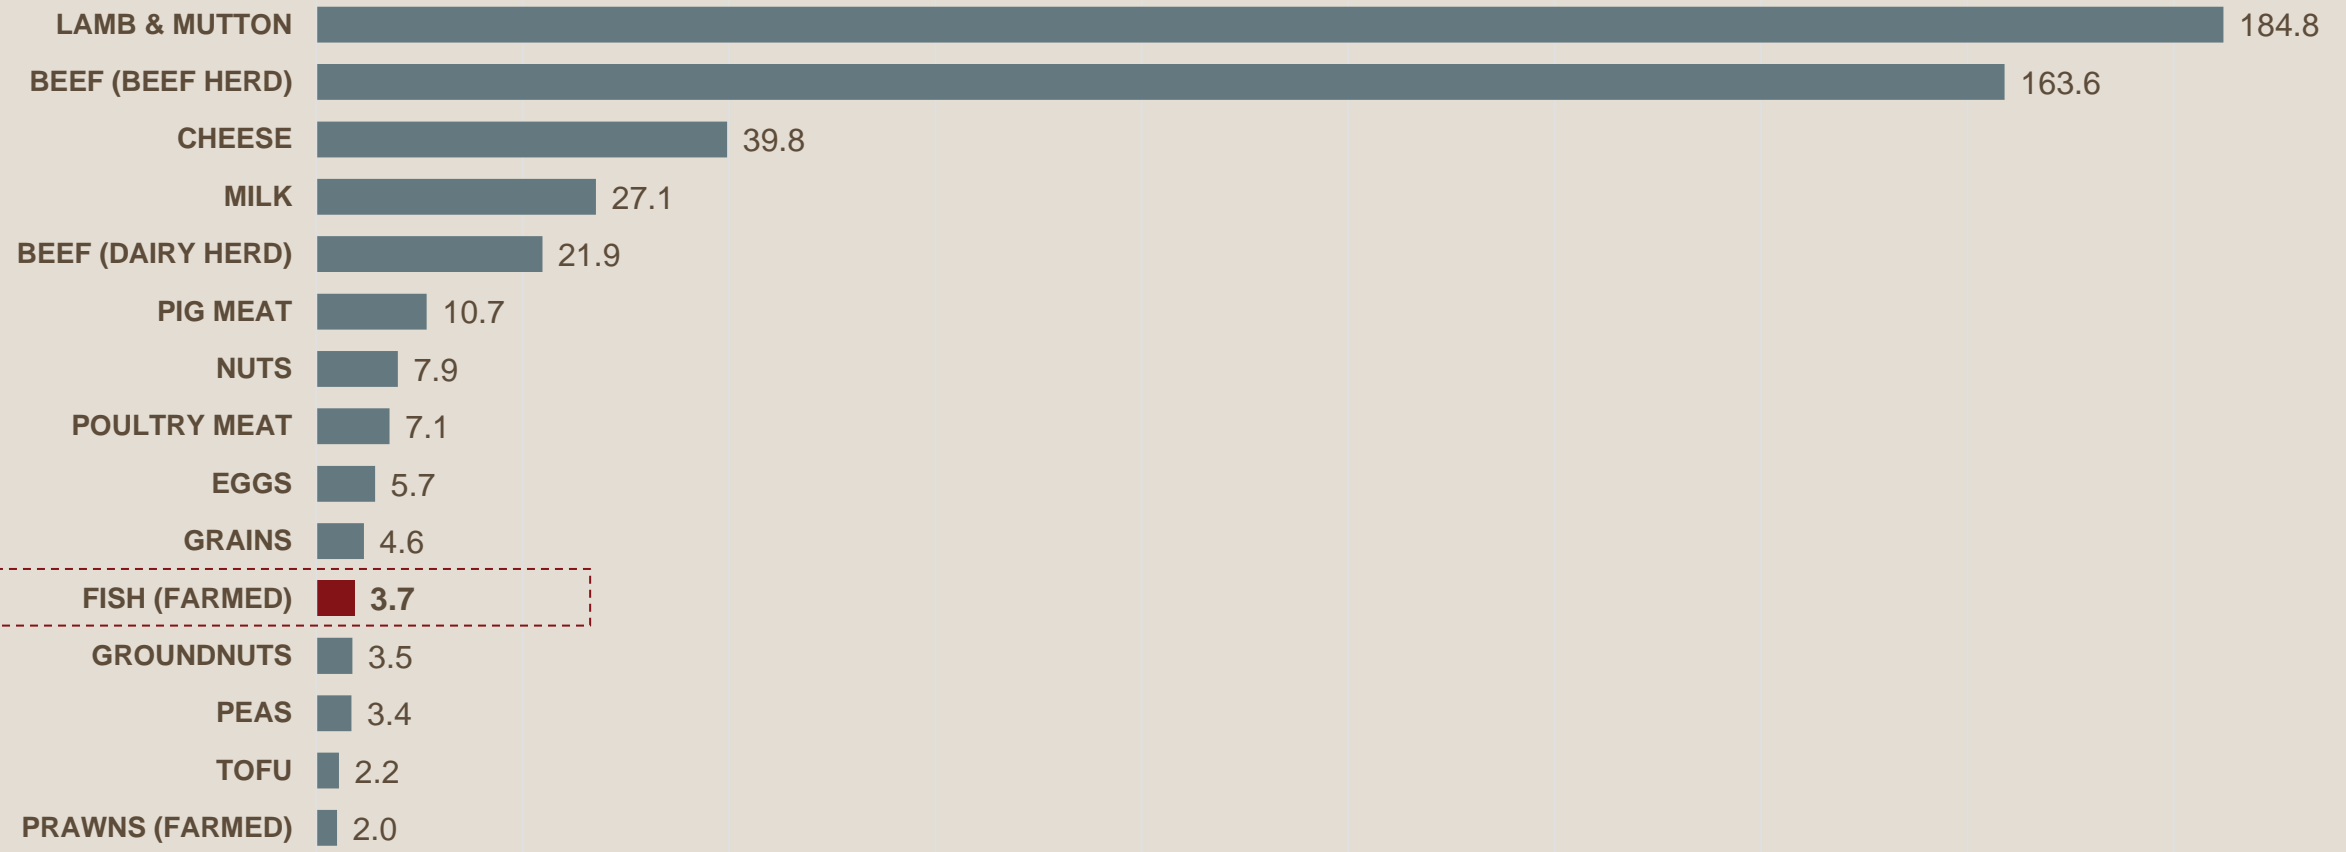 LAMB & MUTTON 184.8
BEEF (BEEF HERD) 163.6
CHEESE 39.8
MILK 27.1
BEEF (DAIRY HERD) 21.9
PIG MEAT 10.7
NUTS 7.9
POULTRY MEAT 7.1
EGGS 5.7
GRAINS 4.6
FISH (FARMED) 3.7
GROUNDNUTS 3.5
PEAS 3.4
TOFU 2.2
PRAWNS (FARMED) 2.0